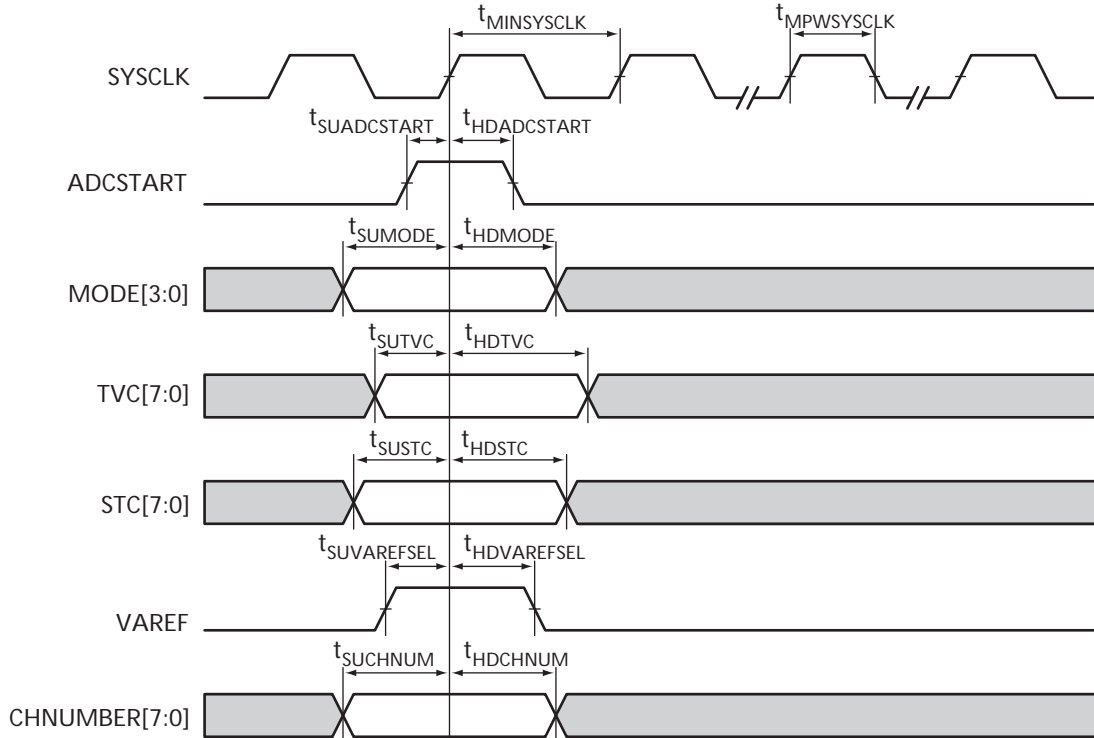 tMINSYSCLK
tMPWSYSCLK
SYSCLK
tSUADCSTART
tHDADCSTART
ADCSTART
tSUMODE
tHDMODE
MODE[3:0]
tSUTVC
tHDTVC
TVC[7:0]
tSUSTC
tHDSTC
STC[7:0]
tSUVAREFSEL
tHDVAREFSEL
VAREF
tSUCHNUM
tHDCHNUM
CHNUMBER[7:0]